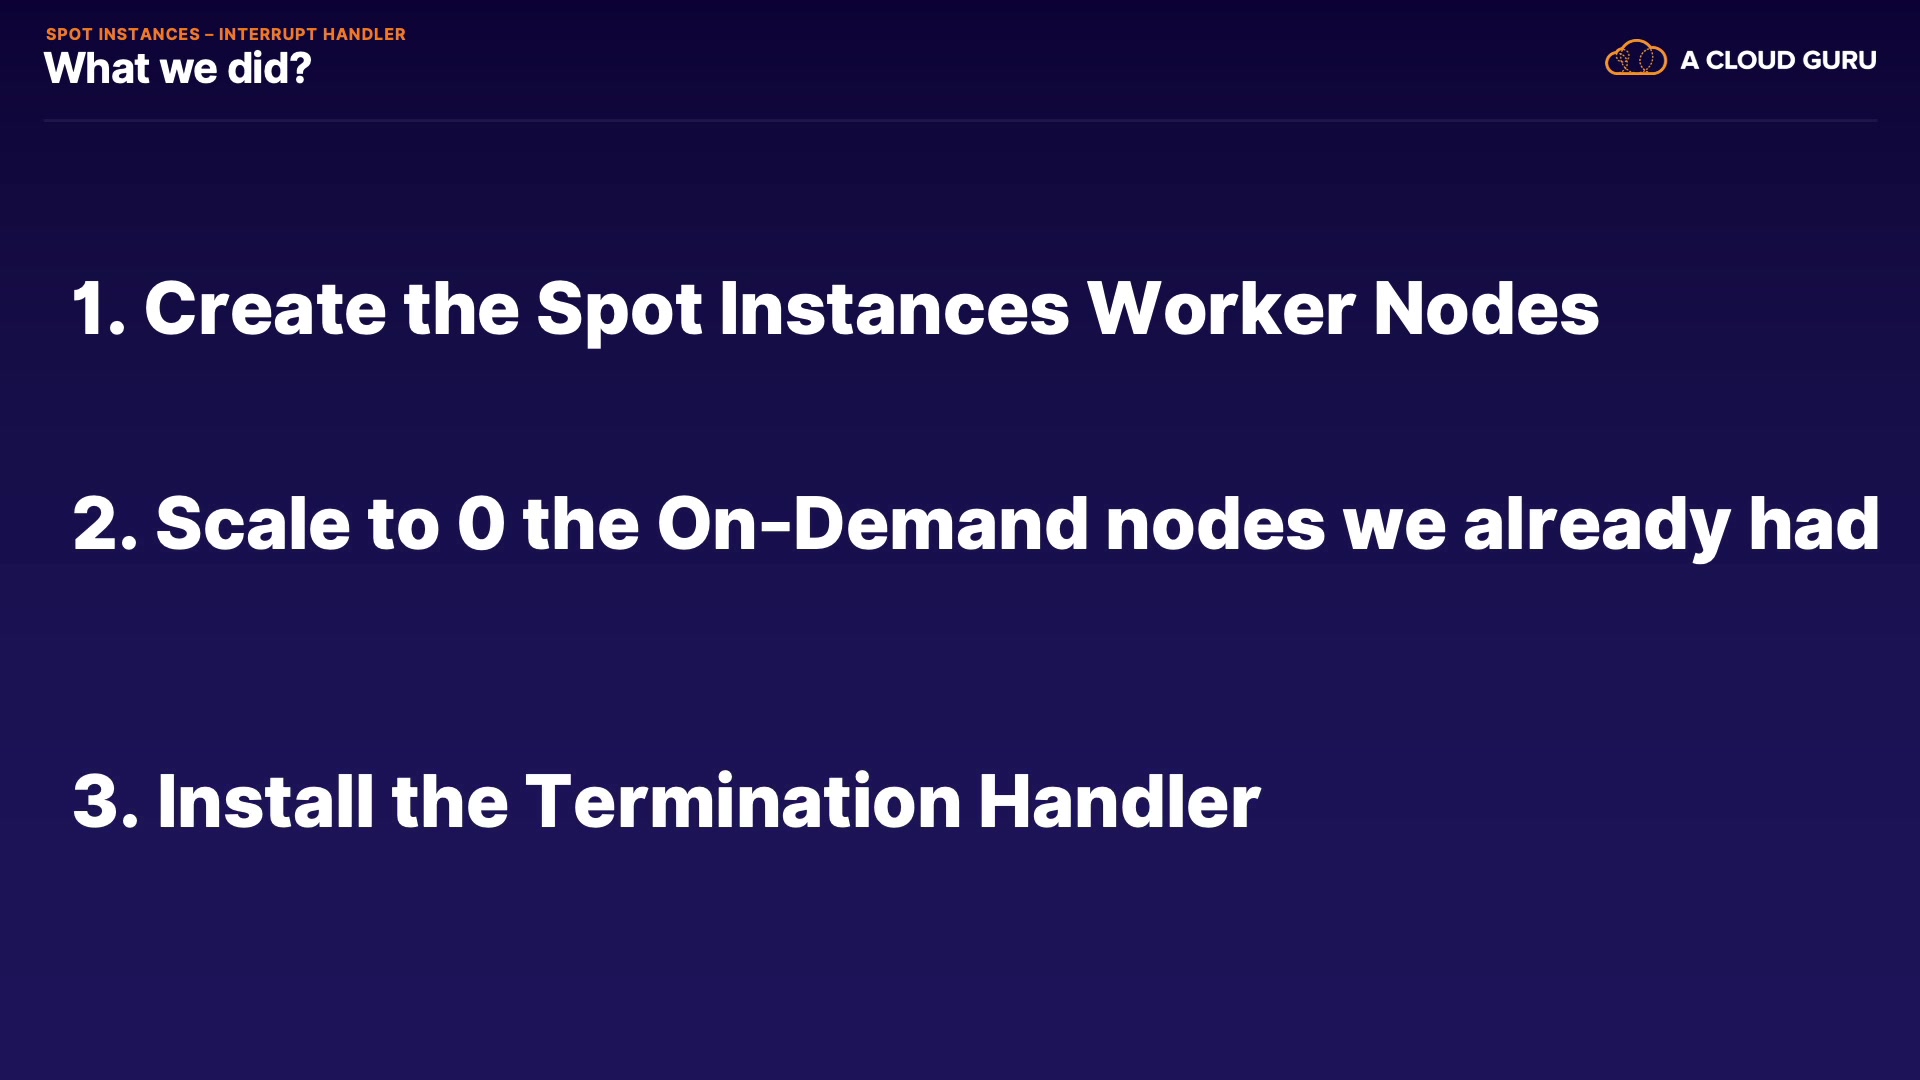 SPOT INSTANCES – INTERRUPT HANDLER
What we did?
A CLOUD GURU
1. Create the Spot Instances Worker Nodes
2. Scale to 0 the On-Demand nodes we already had
3. Install the Termination Handler